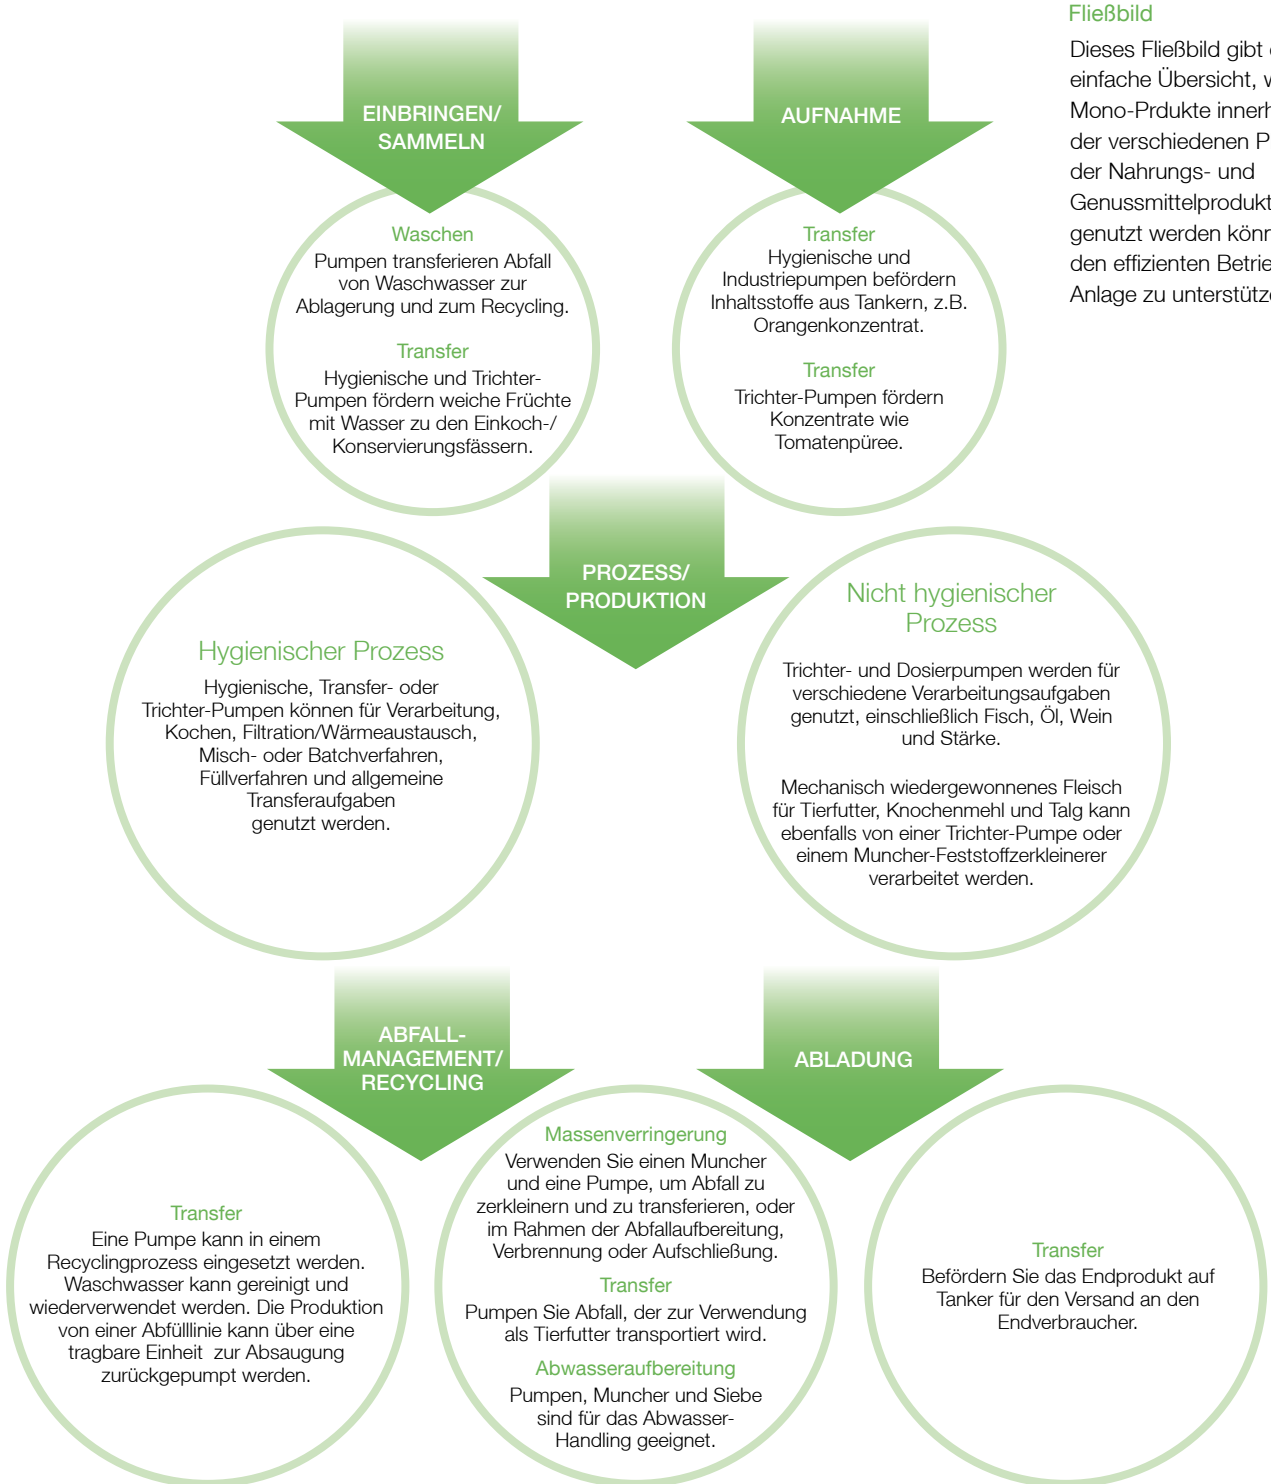 Fließbild
Dieses Fließbild gibt
einfache Übersicht,
Mono-Prdukte
der verschiedenen
der Nahrungs- und
genutzt werden
den effizienten
Anlage zu
EINBRINGEN/
SAMMELN
Waschen
Pumpen transferieren Abfall
von Waschwasser zur
Ablagerung und zum Recycling.
Transfer
Hygienische und Trichter-
Pumpen fördern weiche Früchte
mit Wasser zu den Einkoch-/
Konservierungsfässern.
AUFNAHME
Transfer
Hygienische und
Industriepumpen befördern
Inhaltsstoffe aus Tankern, z.B.
Orangenkonzentrat.
Transfer
Trichter-Pumpen fördern
Konzentrate wie
Tomatenpüree.
PROZESS/
PRODUKTION
Hygienischer Prozess
Hygienische, Transfer- oder
Trichter-Pumpen können für Verarbeitung,
Kochen, Filtration/Wärmeaustausch,
Misch- oder Batchverfahren,
Füllverfahren und allgemeine
Transferaufgaben
genutzt werden.
Nicht hygienischer
Prozess
Trichter- und Dosierpumpen werden für
verschiedene Verarbeitungsaufgaben
genutzt, einschließlich Fisch, Öl, Wein
und Stärke.
Mechanisch wiedergewonnenes Fleisch
für Tierfutter, Knochenmehl und Talg kann
ebenfalls von einer Trichter-Pumpe oder
einem Muncher-Feststoffzerkleinerer
verarbeitet werden.
ABFALL-
MANAGEMENT/
RECYCLING
ABLADUNG
Transfer
Eine Pumpe kann in einem
Recyclingprozess eingesetzt werden.
Waschwasser kann gereinigt und
wiederverwendet werden. Die Produktion
von einer Abfülllinie kann über eine
tragbare Einheit zur Absaugung
zurückgepumpt werden.
Massenverringerung
Verwenden Sie einen Muncher
und eine Pumpe, um Abfall zu
zerkleinern und zu transferieren, oder
im Rahmen der Abfallaufbereitung,
Verbrennung oder Aufschließung.
Transfer
Pumpen Sie Abfall, der zur Verwendung
als Tierfutter transportiert wird.
Abwasseraufbereitung
Pumpen, Muncher und Siebe
sind für das Abwasser-
Handling geeignet.
Transfer
Befördern Sie das Endprodukt auf
Tanker für den Versand an den
Endverbraucher.